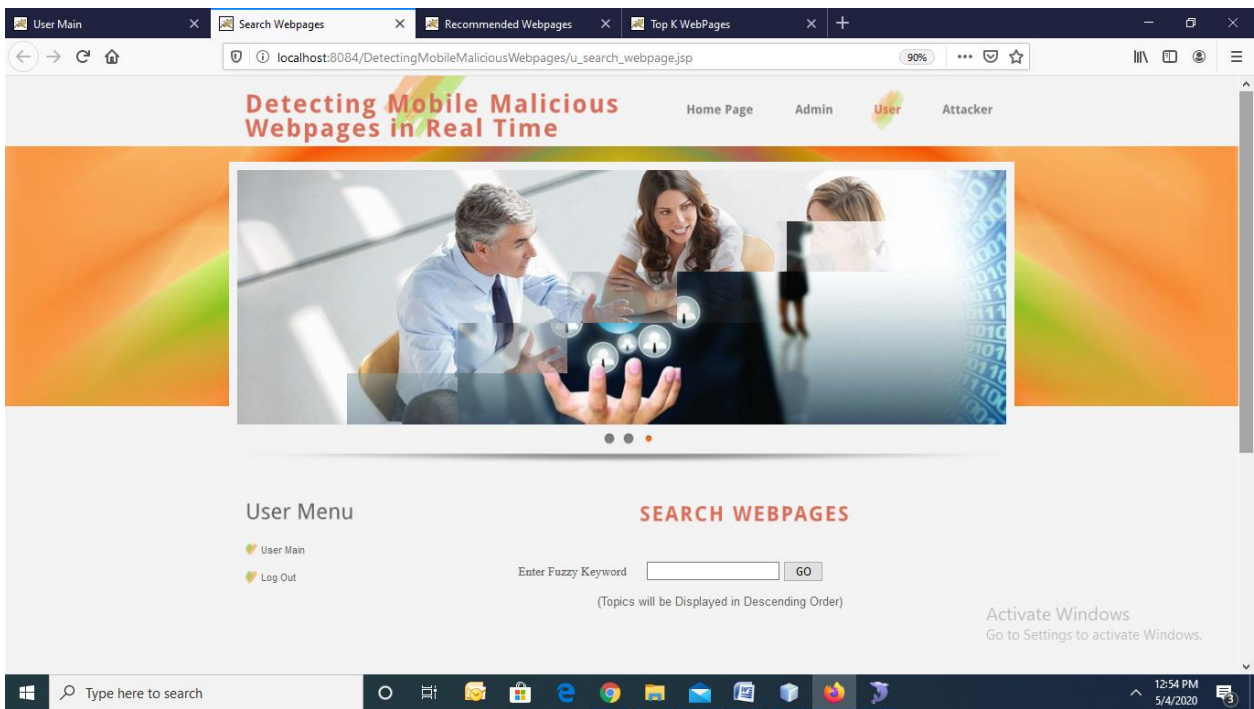 User Main
Search Webpages
Recommended Webpages
Top K WebPages
localhost:8084/DetectingMobileMaliciousWebpages/u_search_webpage.jsp
90%
Detecting Mobile Malicious
Webpages in Real Time
Home Page
Admin
User
Attacker
User Menu
User Main
Log Out
SEARCH WEBPAGES
Enter Fuzzy Keyword
GO
(Topics will be Displayed in Descending Order)
Activate Windows
Go to Settings to activate Windows.
Type here to search
12:54 PM
5/4/2020
3